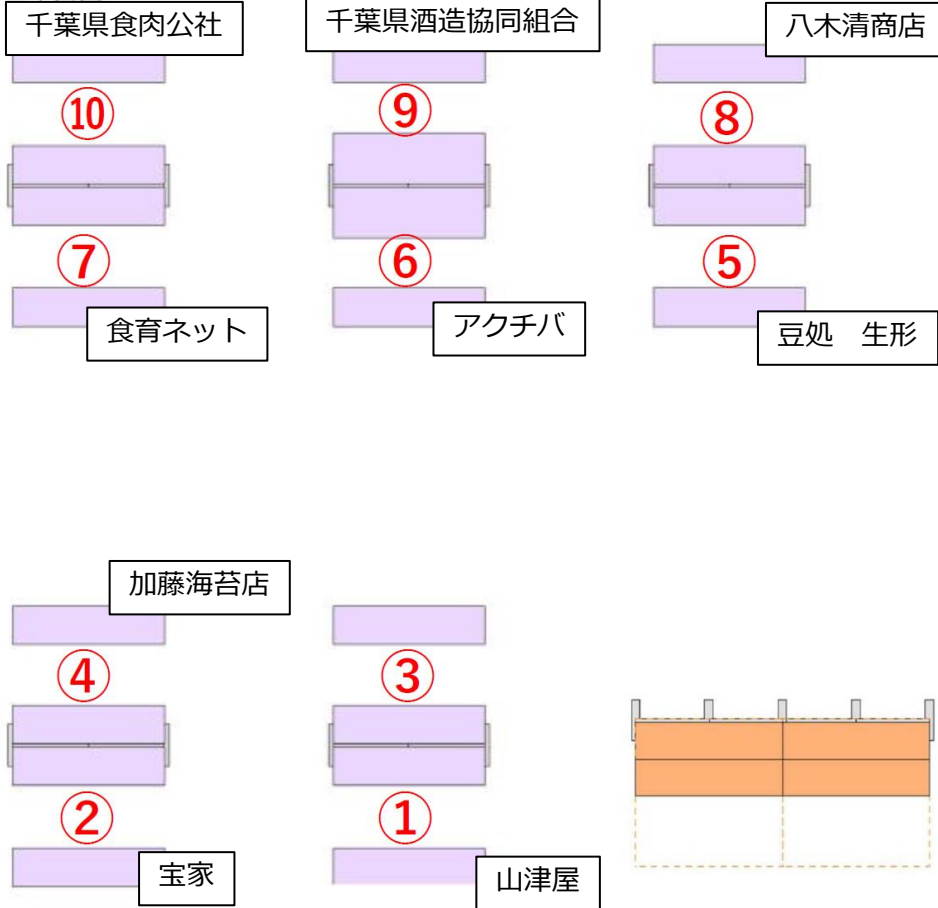 千葉県食肉公社
千葉県酒造協同組合
八木清商店
⑩
⑨
⑧
⑦
⑥
⑤
食育ネット
アクチバ
豆処　生形
加藤海苔店
④
③
②
①
宝家
山津屋